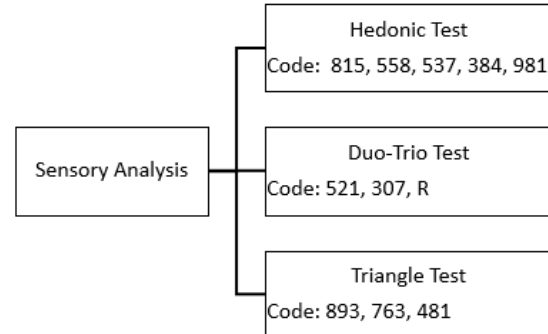 Sensory Analysis
Hedonic Test
Code: 815, 558, 537, 384, 981
Duo-Trio Test
Code: 521, 307, R
Triangle Test
Code: 893, 763, 481